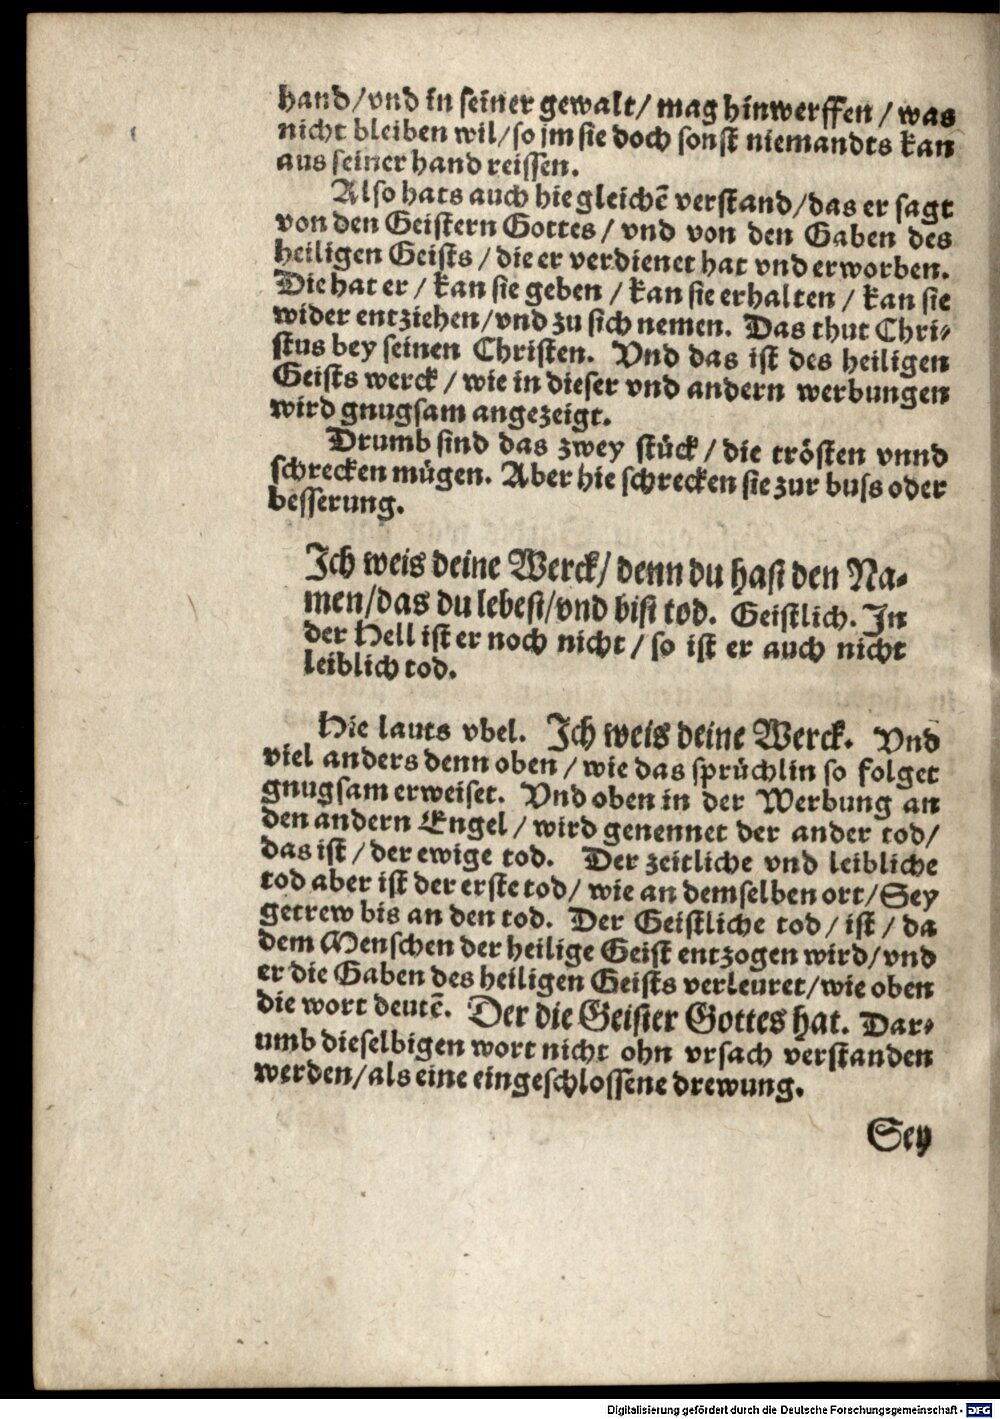 hand/vnd in seiner gewalt/ mag hinwerffen / was
nicht bleiben wil/so jm sie doch sonst niemandts kan
aus seiner hand reissen.
Also hats auch hie gleichē verstand/das er sagt
von den Geistern Gottes/ vnd von den Gaben des
heiligen Geists / die er verdienet hat vnd erworben.
Die hat er / kan sie geben / kan sie erhalten / kan sie
wider entziehen/vnd zu sich nemen. Das thut Chri⸗
stus bey seinen Christen. Vnd das ist des heiligen
Geists werck / wie in dieser vnd andern werbungen
wird gnugsam angezeigt.
Drumb sind das zwey stück / die trösten vnnd
schrecken mügen. Aber hie schrecken sie zur buss oder
besserung.
Ich weis deine Werck/ denn du hast den Na⸗
men/das du lebest/vnd bist tod. Geistlich. In
der Hell ist er noch nicht / so ist er auch nicht
leiblich tod.
Hie lauts vbel. Ich weis deine Werck. Vnd
viel anders denn oben / wie das sprüchlin so folget
gnugsam erweiset. Vnd oben in der Werbung an
den andern Engel / wird genennet der ander tod/
das ist / der ewige tod. Der zeitliche vnd leibliche
tod aber ist der erste tod/ wie an demselben ort/Sey
getrew bis an den tod. Der Geistliche tod / ist / da
dem Menschen der heilige Geist entzogen wird/vnd
er die Gaben des heiligen Geists verleuret/wie oben
die wort deutē. Der die Geister Gottes hat. Dar⸗
umb dieselbigen wort nicht ohn vrsach verstanden
werden/als eine eingeschlossene drewung.
Sey
Digitalisierung gefördert durch die Deutsche Forschungsgemeinschaft - DFG